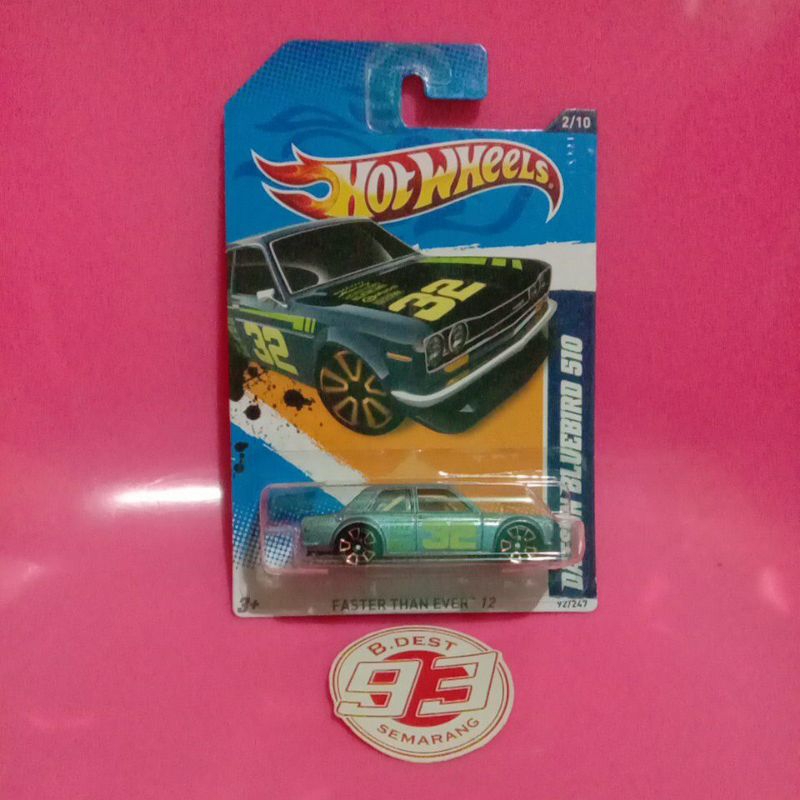 2/10
HOT WHEELS
32
32
DATSUN BLUEBIRD 510
32
3+
FASTER THAN EVER™ 12
92/247
B.DEST
93
SEMARANG